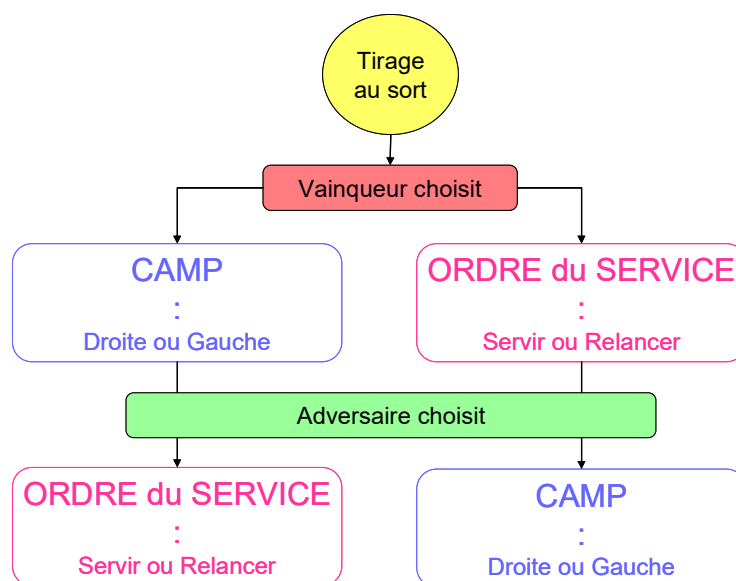 Tirage
au sort
Vainqueur choisit
CAMP
:
Droite ou Gauche
ORDRE du SERVICE
:
Servir ou Relancer
Adversaire choisit
ORDRE du SERVICE
:
Servir ou Relancer
CAMP
:
Droite ou Gauche